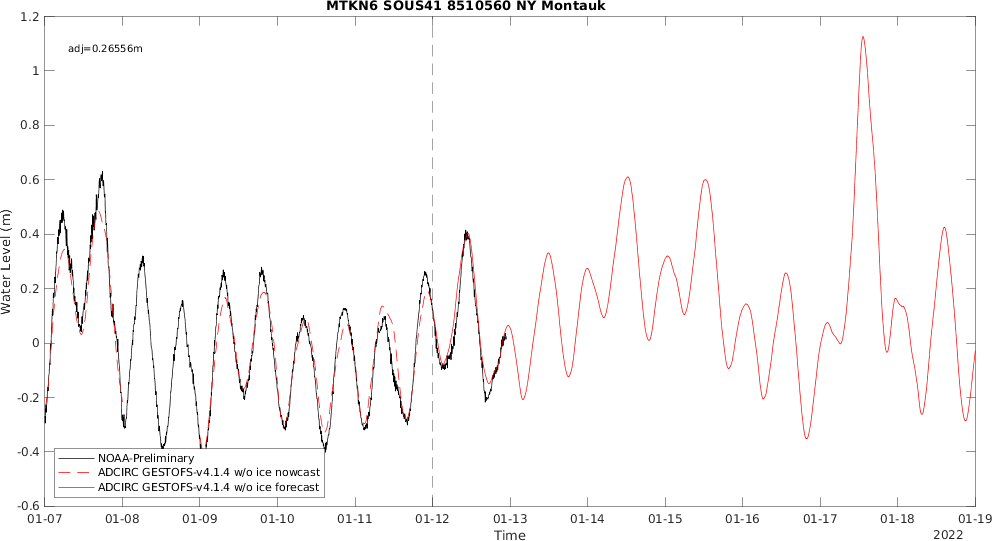 MTKN6 SOUS41 8510560 NY Montauk
adj=0.26556m
Water Level (m)
1.2
1
0.8
0.6
0.4
0.2
0
-0.2
-0.4
-0.6
NOAA-Preliminary
ADCIRC GESTOFS-v4.1.4 w/o ice nowcast
ADCIRC GESTOFS-v4.1.4 w/o ice forecast
01-07 01-08 01-09 01-10 01-11 01-12 01-13 01-14 01-15 01-16 01-17 01-18 01-19
Time
2022